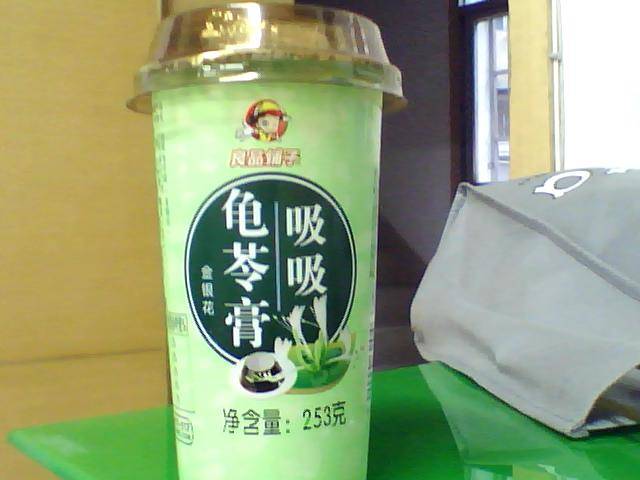 良品铺子
吸吸
龟苓膏
金银花
净含量：253克